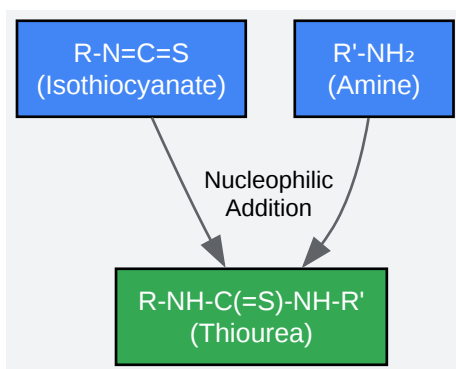 R-N=C=S
(Isothiocyanate)
R'-NH₂
(Amine)
Nucleophilic
Addition
R-NH-C(=S)-NH-R'
(Thiourea)